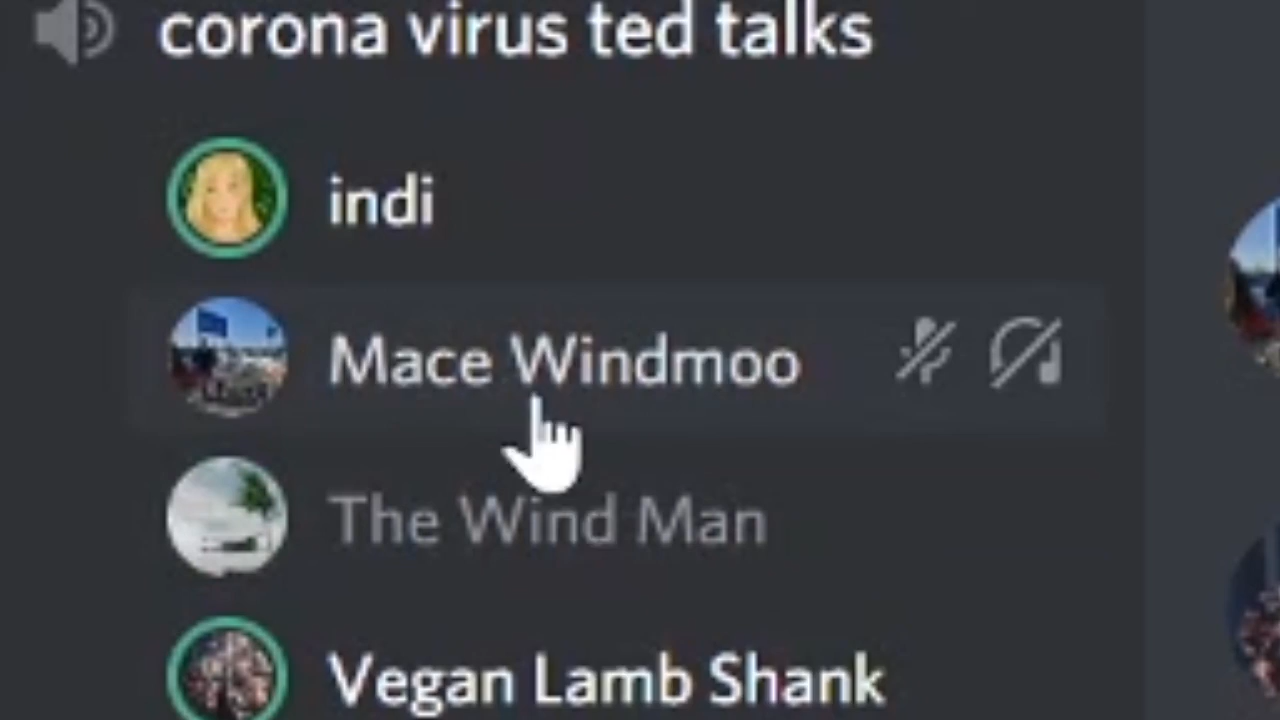 corona virus ted talks
indi
Mace Windmoo
The Wind Man
Vegan Lamb Shank